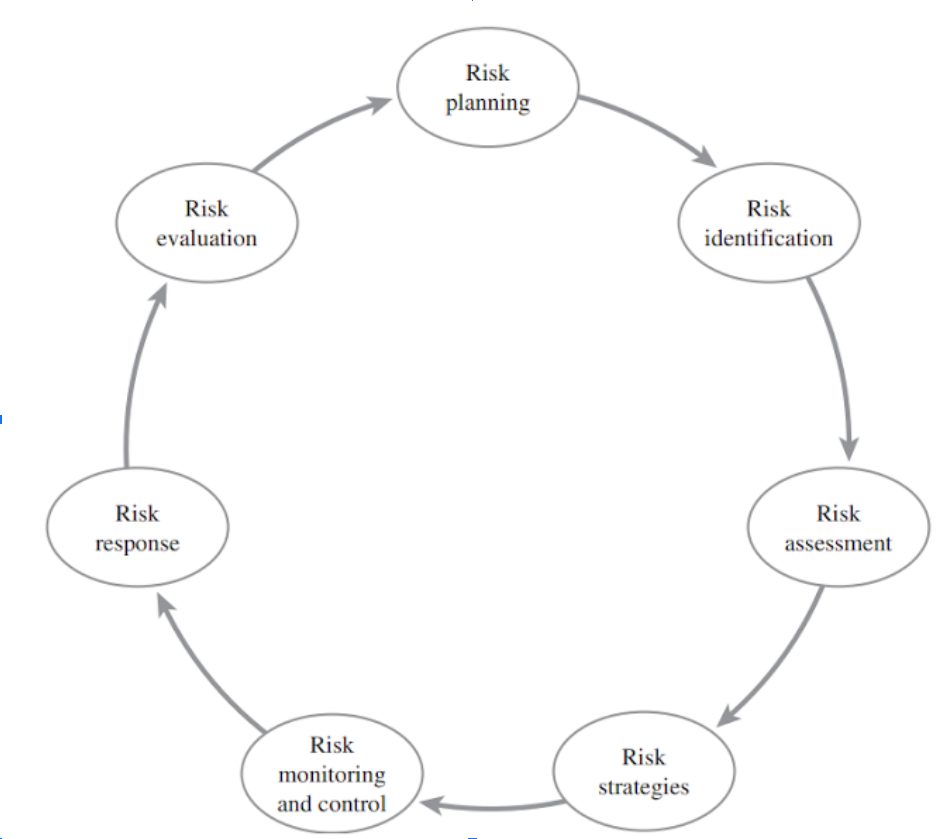 Risk
planning
Risk
identification
Risk
assessment
Risk
strategies
Risk
monitoring
and control
Risk
response
Risk
evaluation